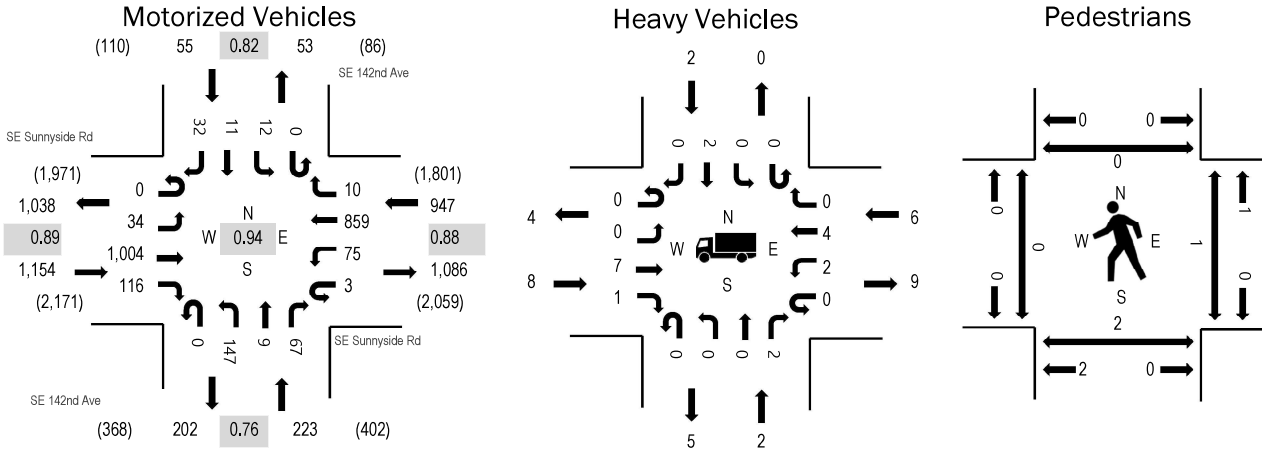 Motorized Vehicles
(110) 55 0.82 53 (86)
SE 142nd Ave
32 11 12 0
SE Sunnyside Rd
(1,971) 0 10 (1,801)
1,038 34 N 859 947
0.89 W 0.94 E 0.88
1,154 1,004 S 75 1,086
(2,171) 116 3 (2,059)
0 147 9 67
SE Sunnyside Rd
SE 142nd Ave
(368) 202 0.76 223 (402)
Heavy Vehicles
2 0
0 2 0 0
0 0
4 N 6
0 W E 4
7 2
8 S 9
1 0
0 0 0 2
5 2
Pedestrians
0 0
0
0 N 1
W E
0 1
S
0 0
2
2 0